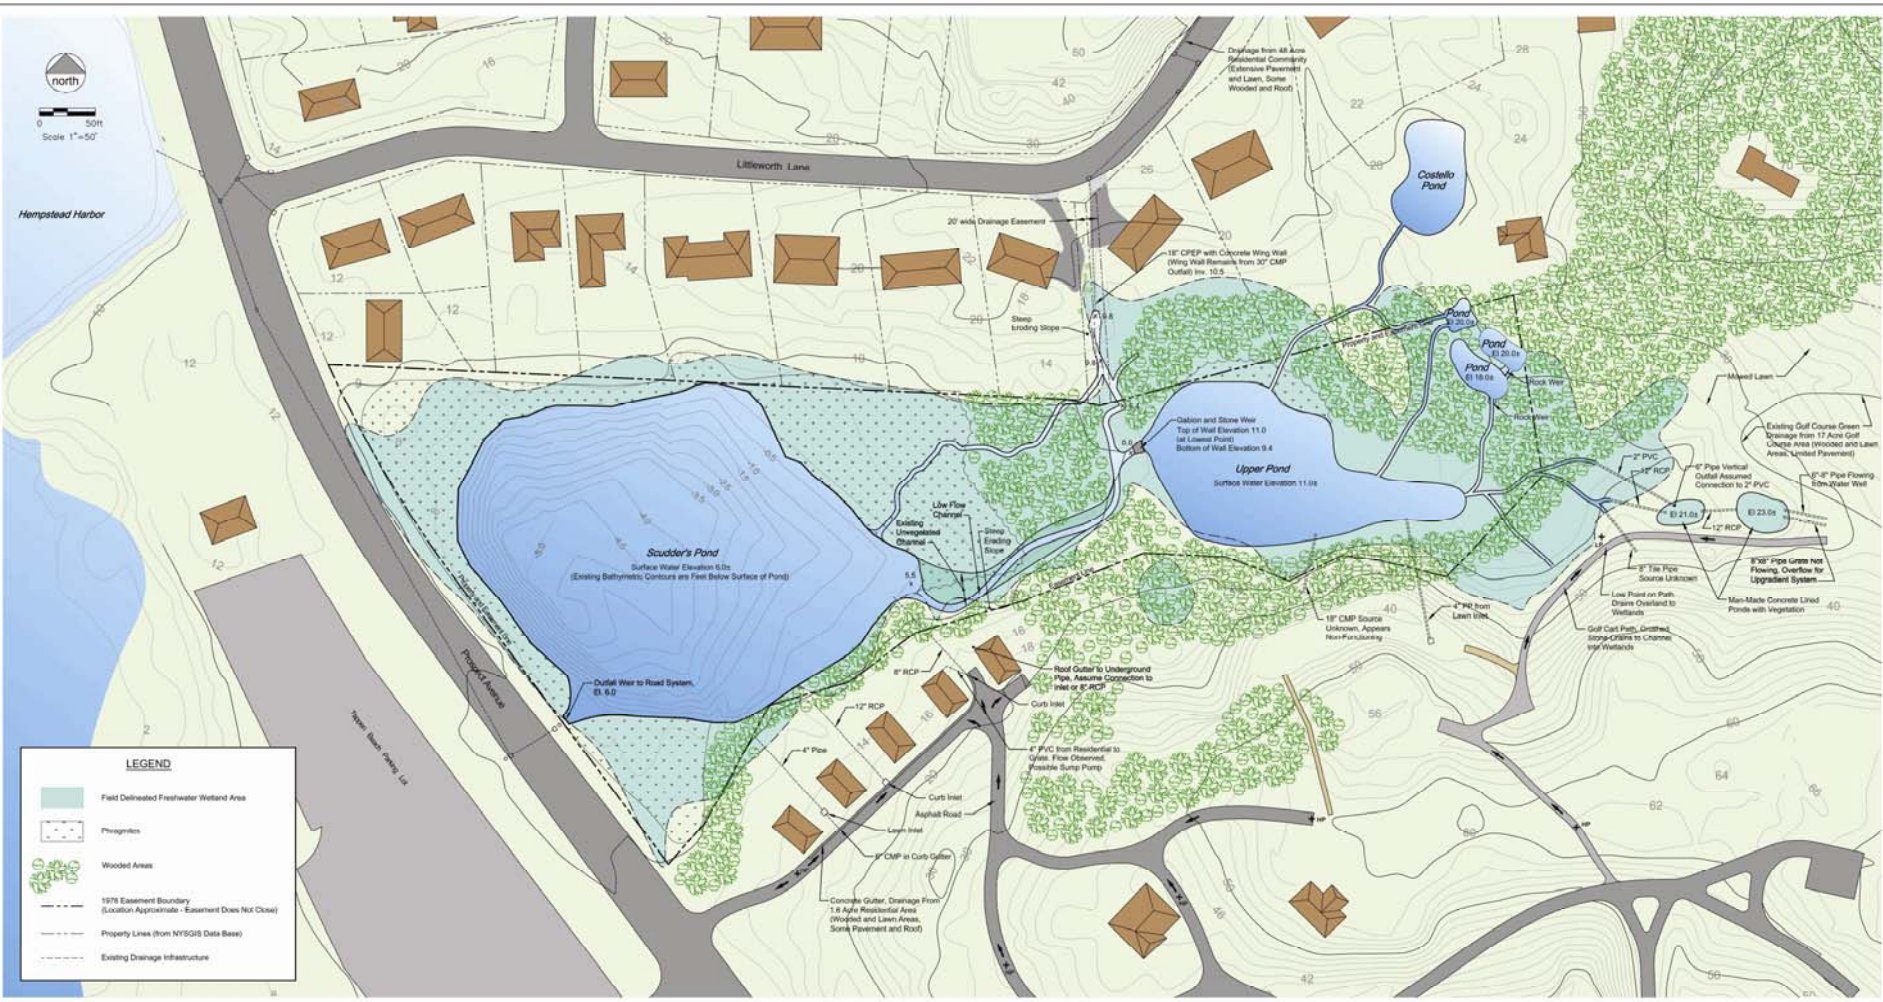 north
0 50ft
Scale 1"=50'
Hempstead Harbor
Littleworth Lane
Drainage from 48 Acre
Residential Community
(Extensive Pavement
and Lawn, Some
Wooded and Roof)
Costello
Pond
20' wide Drainage Easement
18" CPEP with Concrete Wing Wall
(Wing Wall Remains from 30" CMP
Outfall) Inv. 10.5
Steep
Eroding Slope
Property and Easement Line
Pond
El 20.0±
Pond
El 20.0±
Pond
El 18.0±
Rock Weir
Rock Weir
Mowed Lawn
Gabion and Stone Weir
Top of Wall Elevation 11.0
(at Lowest Point)
Bottom of Wall Elevation 9.4
Upper Pond
Surface Water Elevation 11.0±
Existing Golf Course Green
Drainage from 17 Acre Golf
Course Area (Wooded and Lawn
Areas, Limited Pavement)
2" PVC
12" RCP
6" Pipe Vertical
Outfall Assumed
Connection to 2" PVC
6"-8" Pipe Flowing
from Water Well
El 21.0±
El 23.0±
12" RCP
Low Flow
Channel
Existing
Unvegetated
Channel
Steep
Eroding
Slope
5.5
Scudder's Pond
Surface Water Elevation 6.0±
(Existing Bathymetric Contours are Feet Below Surface of Pond)
Easement Line
8" Tile Pipe
Source Unknown
8"x8" Pipe Grate Not
Flowing, Overflow for
Upgradient System
Low Point on Path
Drains Overland to
Wetlands
Man-Made Concrete Lined
Ponds with Vegetation
18" CMP Source
Unknown, Appears
Non-Functioning
4" PP from
Lawn Inlet
Golf Cart Path, Crushed
Stone Drains to Channel
into Wetlands
Property and Easement Line
Prospect Avenue
Outfall Weir to Road System,
El. 6.0
8" RCP
Roof Gutter to Underground
Pipe, Assume Connection to
Inlet or 8" RCP
Curb Inlet
12" RCP
4" Pipe
4" PVC from Residential to
Grate. Flow Observed,
Possible Sump Pump
Tappen Beach Parking Lot
Curb Inlet
Asphalt Road
Lawn Inlet
6" CMP in Curb Gutter
HP
HP
Concrete Gutter, Drainage From
1.6 Acre Residential Area
(Wooded and Lawn Areas,
Some Pavement and Roof)
LEGEND
Field Delineated Freshwater Wetland Area
Phragmites
Wooded Areas
1978 Easement Boundary
(Location Approximate - Easement Does Not Close)
Property Lines (from NYSGIS Data Base)
Existing Drainage Infrastructure